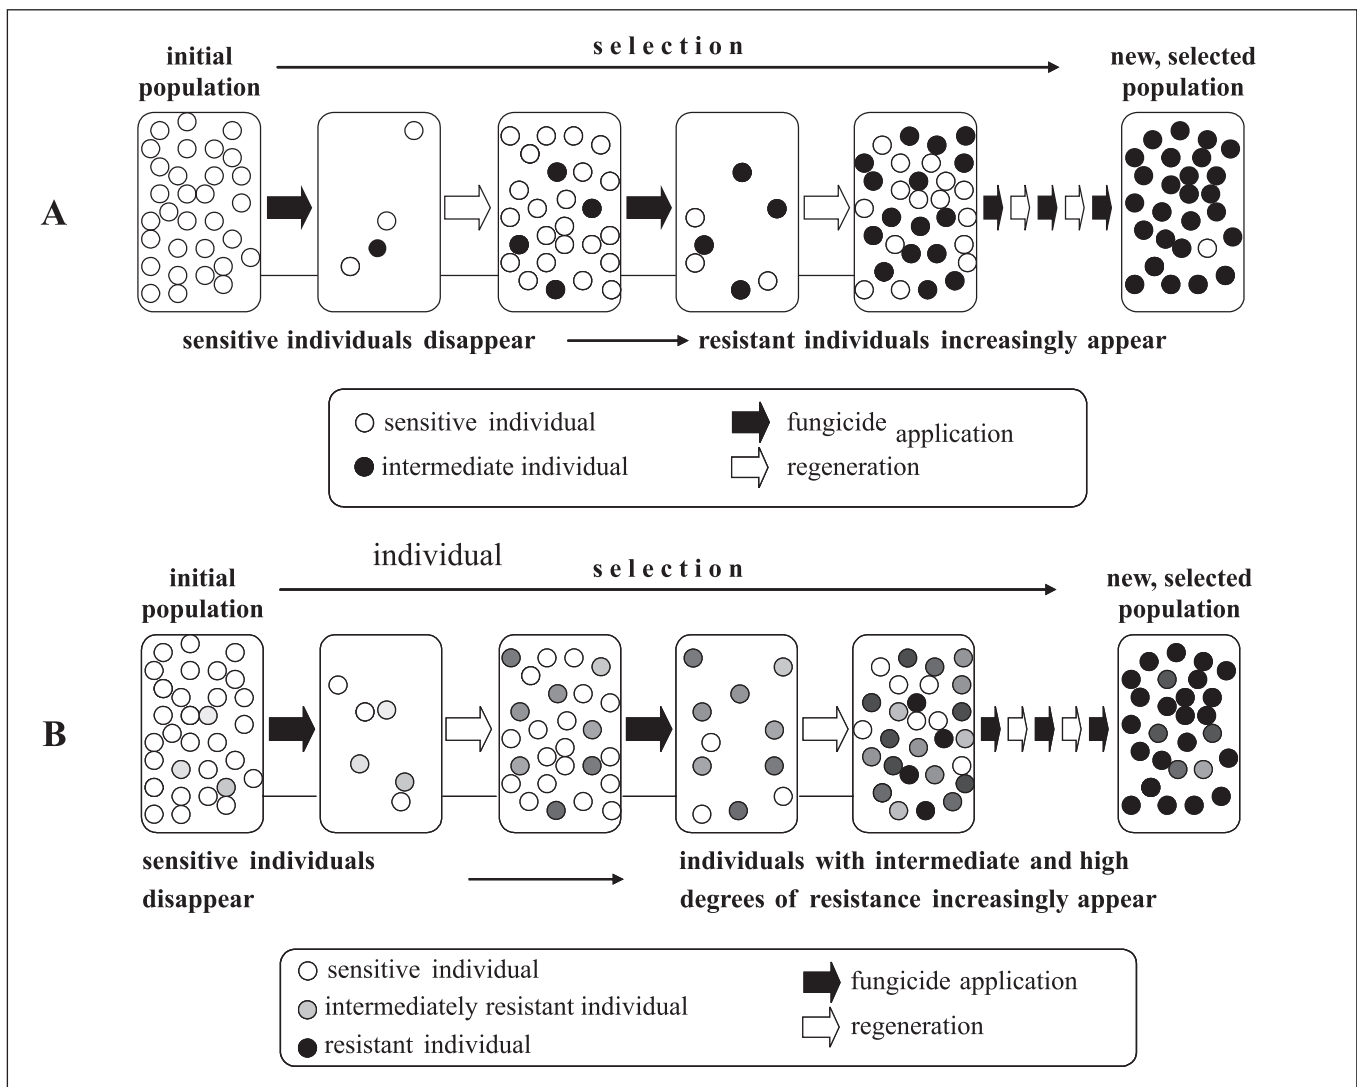 initial
population
selection
new, selected
population
A
sensitive individuals disappear
resistant individuals increasingly appear
sensitive individual
intermediate individual
fungicide application
regeneration
individual
initial
population
selection
new, selected
population
B
sensitive individuals
disappear
individuals with intermediate and high
degrees of resistance increasingly appear
sensitive individual
intermediately resistant individual
resistant individual
fungicide application
regeneration